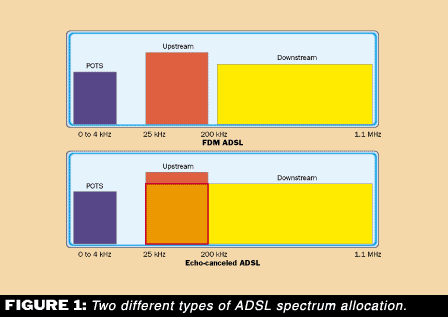 Upstream
Downstream
POTS
0 to 4 kHz 25 kHz 200 kHz 1.1 MHz
FDM ADSL
Upstream
Downstream
POTS
0 to 4 kHz 25 kHz 200 kHz 1.1 MHz
Echo-canceled ADSL
FIGURE 1: Two different types of ADSL spectrum allocation.